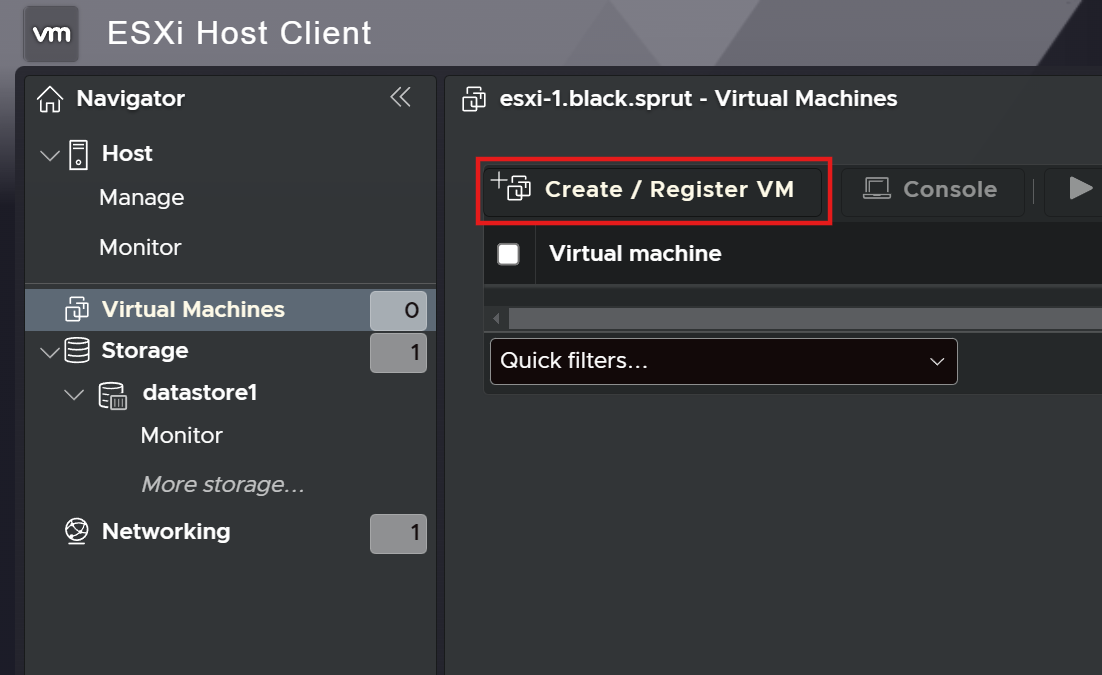 vm ESXi Host Client
Navigator
Host
Manage
Monitor
Virtual Machines 0
Storage 1
datastore1
Monitor
More storage...
Networking 1
esxi-1.black.sprut - Virtual Machines
Create / Register VM Console
Virtual machine
Quick filters...